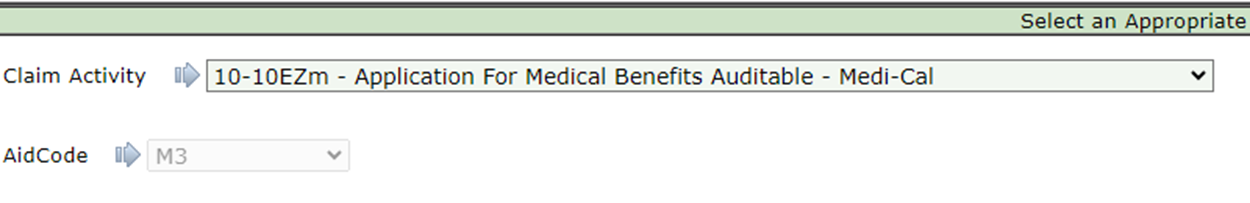 Select an Appropriate
Claim Activity 10-10EZm - Application For Medical Benefits Auditable - Medi-Cal
AidCode M3